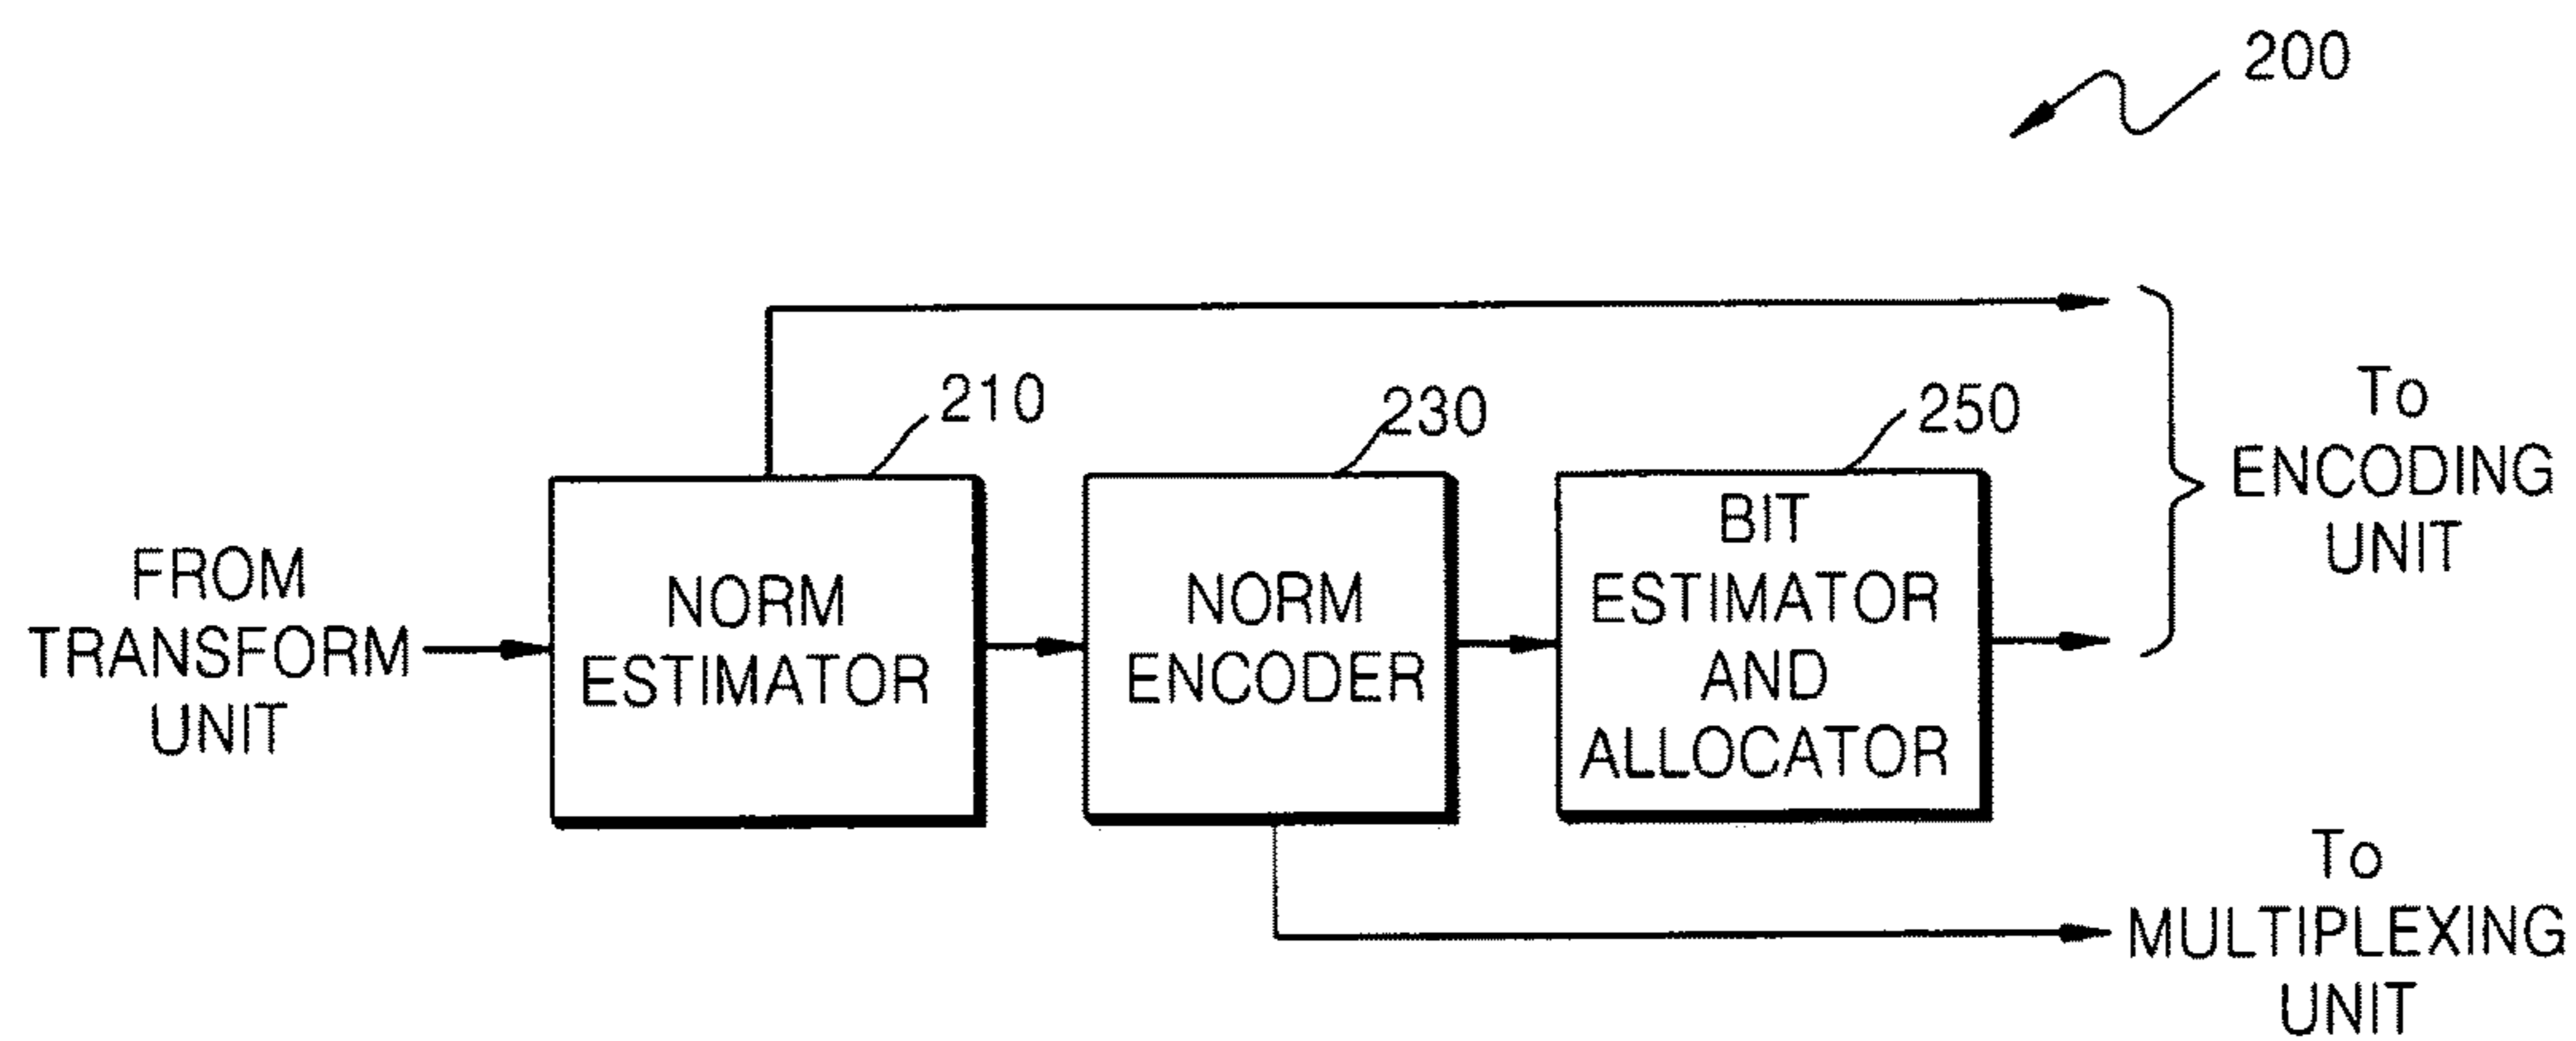 200
210
230
250
FROM
TRANSFORM
UNIT
NORM
ESTIMATOR
NORM
ENCODER
BIT
ESTIMATOR
AND
ALLOCATOR
To
ENCODING
UNIT
To
MULTIPLEXING
UNIT